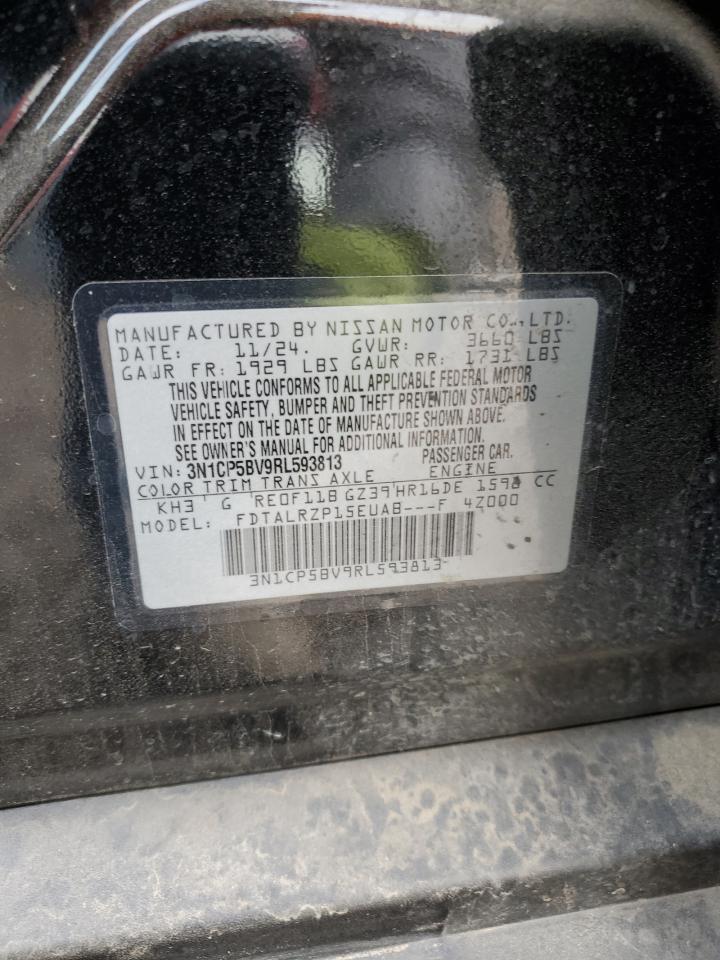 MANUFACTURED BY NISSAN MOTOR CO., LTD.
DATE: 11/24. GVWR: 3660 LBS
GAWR FR: 1929 LBS GAWR RR: 1731 LBS
THIS VEHICLE CONFORMS TO ALL APPLICABLE FEDERAL MOTOR
VEHICLE SAFETY, BUMPER AND THEFT PREVENTION STANDARDS
IN EFFECT ON THE DATE OF MANUFACTURE SHOWN ABOVE.
SEE OWNER'S MANUAL FOR ADDITIONAL INFORMATION.
VIN: 3N1CP5BV9RL593813 PASSENGER CAR.
COLOR TRIM TRANS AXLE ENGINE
KH3 G RE0F11B GZ39 HR16DE 1598 CC
MODEL: FDTALRZP15EUAB---F 4Z000
3N1CP5BV9RL593813